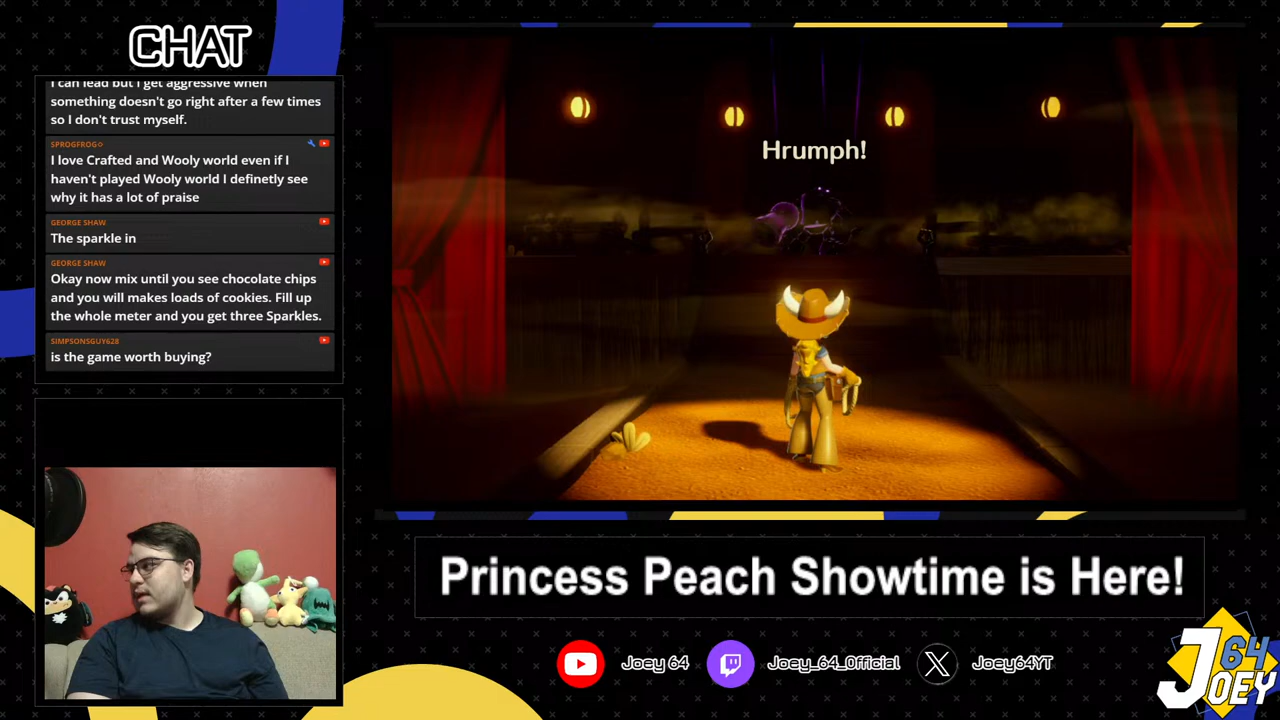 CHAT
I can lead but I get aggressive when
something doesn't go right after a few times
so I don't trust myself.
SPROGFROG
I love Crafted and Wooly world even if I
haven't played Wooly world I definetly see
why it has a lot of praise
GEORGE SHAW
The sparkle in
GEORGE SHAW
Okay now mix until you see chocolate chips
and you will makes loads of cookies. Fill up
the whole meter and you get three Sparkles.
SIMPSONSGUY628
is the game worth buying?
Hrumph!
Princess Peach Showtime is Here!
Joey 64
Joey_64_Official
Joey64YT
JOEY 64